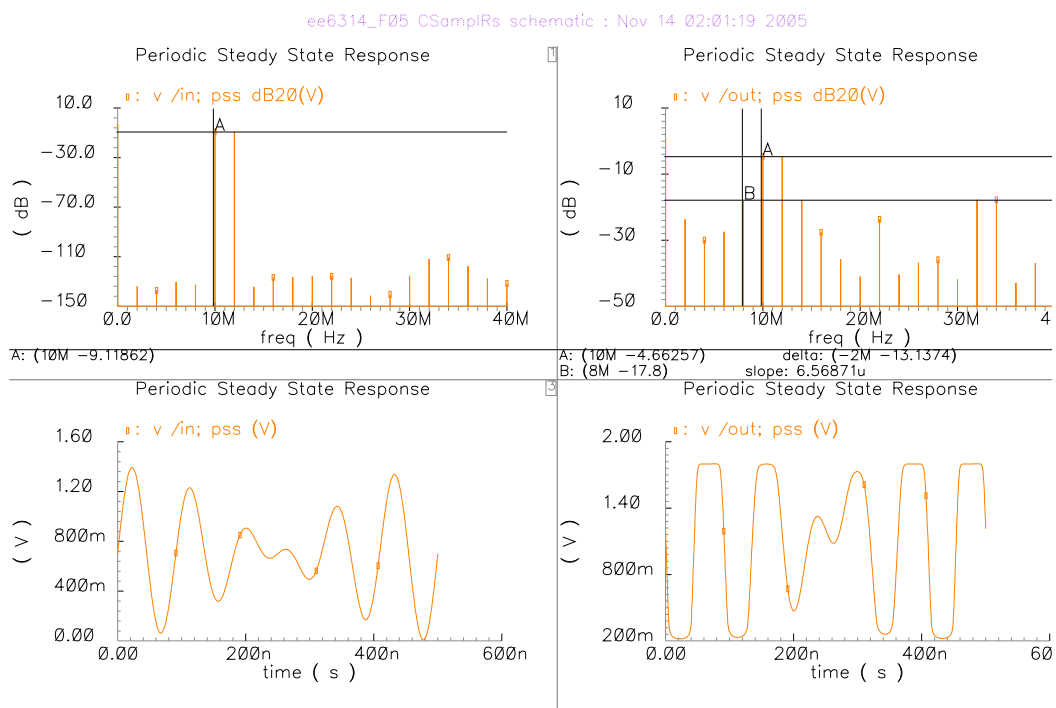 ee6314_F05 CSamplRs schematic : Nov 14 02:01:19 2005
Periodic Steady State Response
1
▯: v /in; pss dB20(V)
10.0
-30.0
-70.0
-110
-150
( dB )
A
0.0 10M 20M 30M 40M
freq ( Hz )
A: (10M -9.11862)
Periodic Steady State Response
▯: v /out; pss dB20(V)
10
-10
-30
-50
( dB )
A
B
0.0 10M 20M 30M 4
freq ( Hz )
A: (10M -4.66257) delta: (-2M -13.1374)
B: (8M -17.8) slope: 6.56871u
Periodic Steady State Response
3
▯: v /in; pss (V)
1.60
1.20
800m
400m
0.00
( V )
0.00 200n 400n 600n
time ( s )
Periodic Steady State Response
▯: v /out; pss (V)
2.00
1.40
800m
200m
( V )
0.00 200n 400n 60
time ( s )